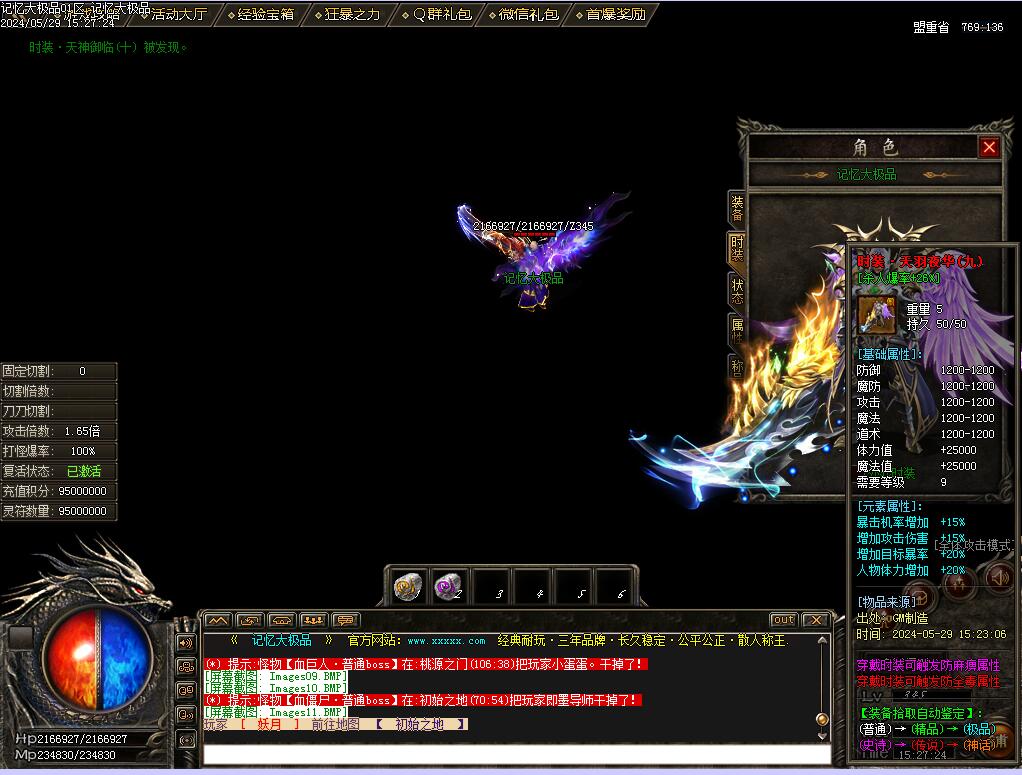 记忆大极品01区-记忆大极品
2024/05/29 15:27:24
活动大厅
经验宝箱
狂暴之力
Q群礼包
微信礼包
首爆奖励
盟重省 769:136
时装·天神御临(十) 被发现。
角色
记忆大极品
装备
时装
状态
属性
称
2166927/2166927/Z345
记忆大极品
时装·天羽夜华(九)
[杀人爆率+26%]
重量 5
持久 50/50
[基础属性]:
防御 1200-1200
魔防 1200-1200
攻击 1200-1200
魔法 1200-1200
道术 1200-1200
体力值 +25000
魔法值 +25000
时装
需要等级 9
[元素属性]:
暴击机率增加 +15%
增加攻击伤害 +15%
[全体攻击模式]
增加目标暴率 +20%
人物体力增加 +20%
[物品来源]
出处: GM制造
时间: 2024-05-29 15:23:06
穿戴时装可触发防麻痹属性
穿戴时装可触发防全毒属性
Lv 345
【装备拾取自动鉴定】:
(普通)→(精品)→(极品)
(史诗)→(传说)→(神话)
15:27:24
固定切割: 0
切割倍数:
刀刀切割:
攻击倍数: 1.65倍
打怪爆率: 100%
复活状态: 已激活
充值积分: 95000000
灵符数量: 95000000
2
3
4
5
6
out
《 记忆大极品 》 官方网站: www.xxxxx.com 经典耐玩·三年品牌·长久稳定·公平公正·散人称王.
(*) 提示:怪物【血巨人·普通boss】在:桃源之门(106:38)把玩家小蛋蛋。干掉了!
[屏幕截图: Images09.BMP]
[屏幕截图: Images10.BMP]
(*) 提示:怪物【血僵尸·普通boss】在:初始之地(70:54)把玩家即墨导师干掉了!
[屏幕截图: Images11.BMP]
玩家 [ 妖月 ] 前往地图 【 初始之地 】
Hp2166927/2166927
Mp234830/234830